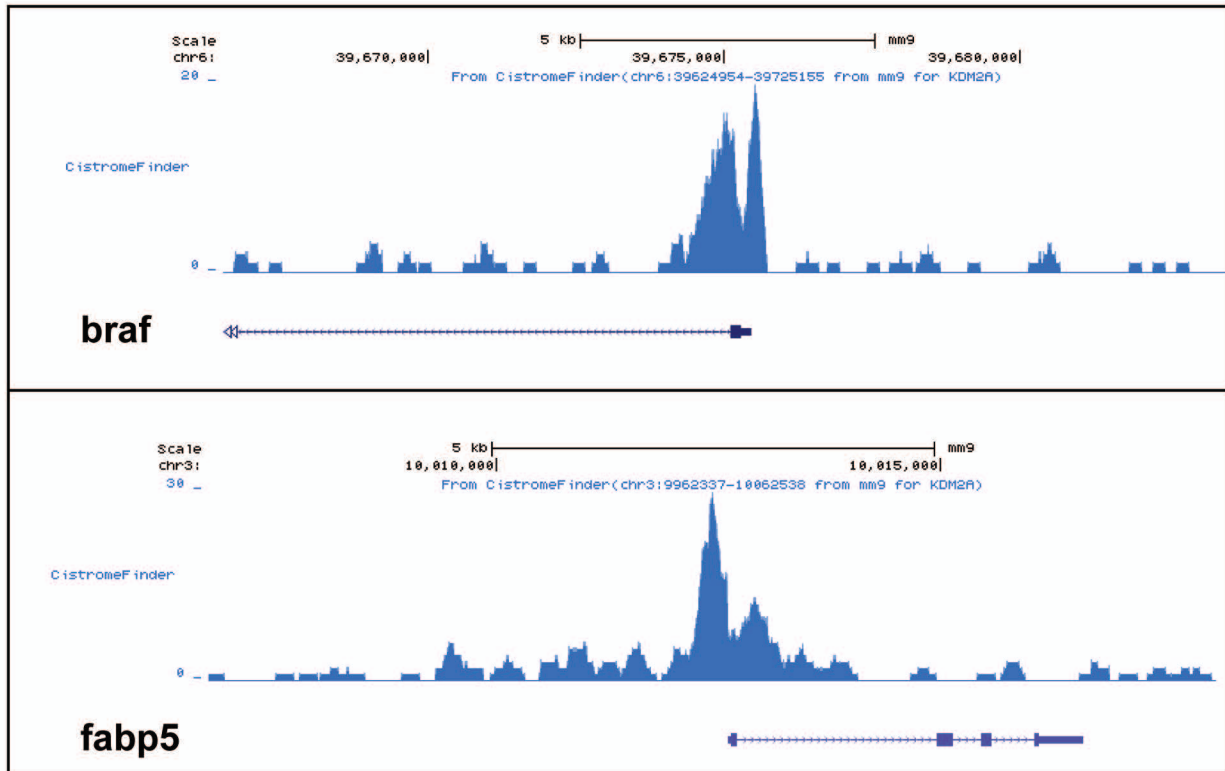 Scale 5 kb mm9
chr6: 39,670,000 39,675,000 39,680,000
20 _ From CistromeFinder(chr6:39624954-39725155 from mm9 for KDM2A)
CistromeFinder
0 _
braf
Scale 5 kb mm9
chr3: 10,010,000 10,015,000
30 _ From CistromeFinder(chr3:9962337-10062538 from mm9 for KDM2A)
CistromeFinder
0 _
fabp5